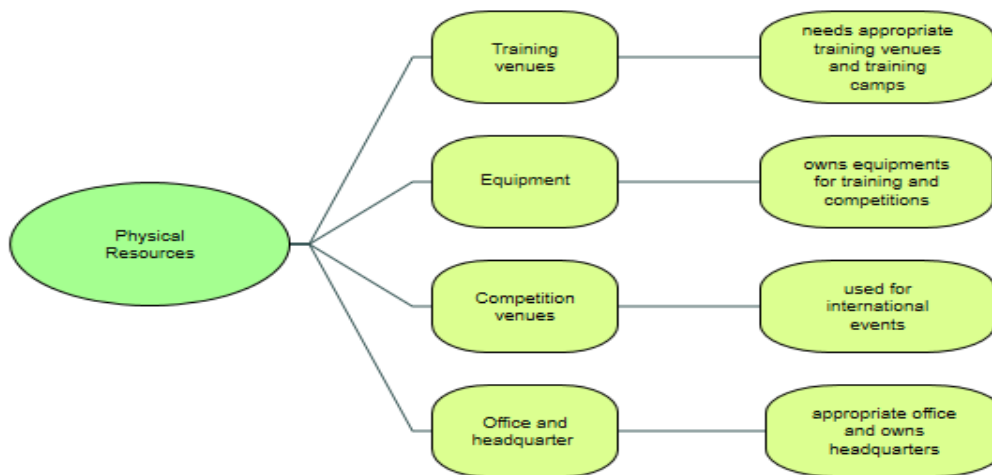 Physical
Resources
Training
venues
needs appropriate
training venues
and training
camps
Equipment
owns equipments
for training and
competitions
Competition
venues
used for
international
events
Office and
headquarter
appropriate office
and owns
headquarters